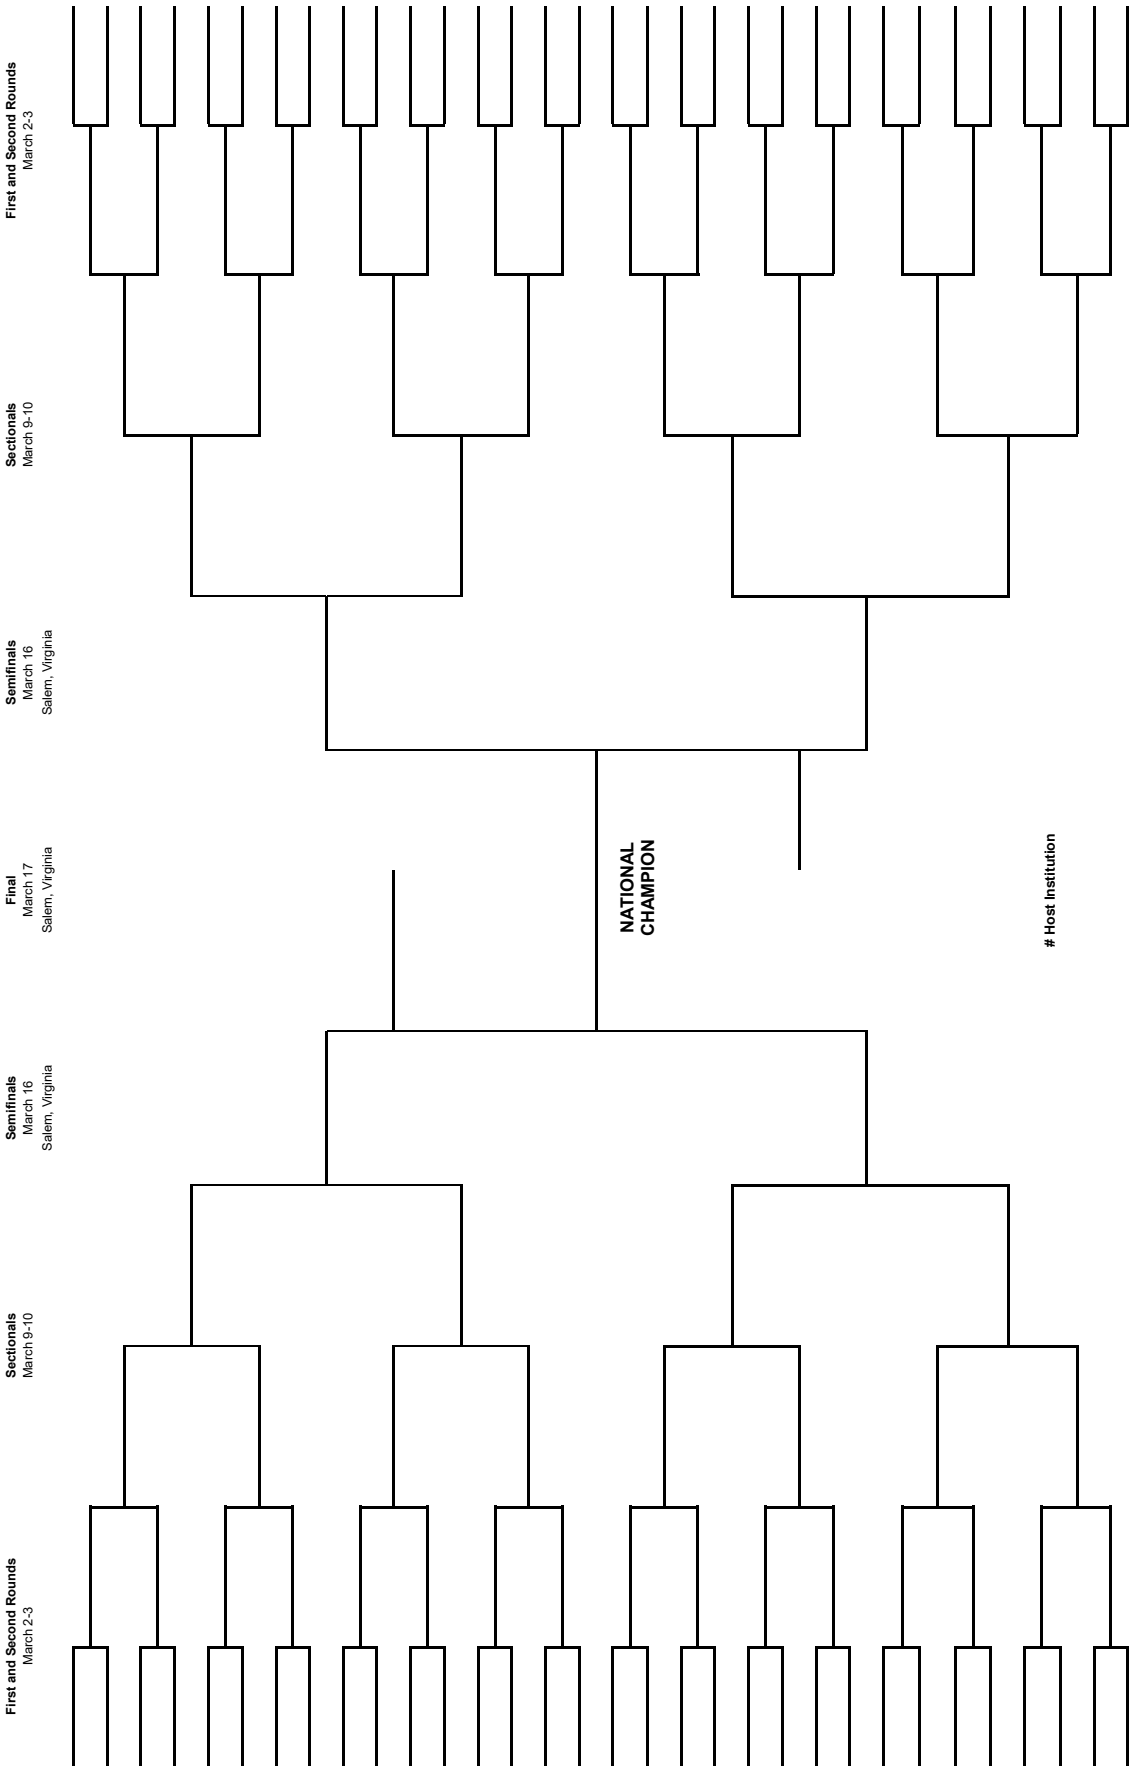 First and Second Rounds
March 2-3
Sectionals
March 9-10
Semifinals
March 16
Salem, Virginia
Final
March 17
Salem, Virginia
Semifinals
March 16
Salem, Virginia
Sectionals
March 9-10
First and Second Rounds
March 2-3
NATIONAL
CHAMPION
# Host Institution